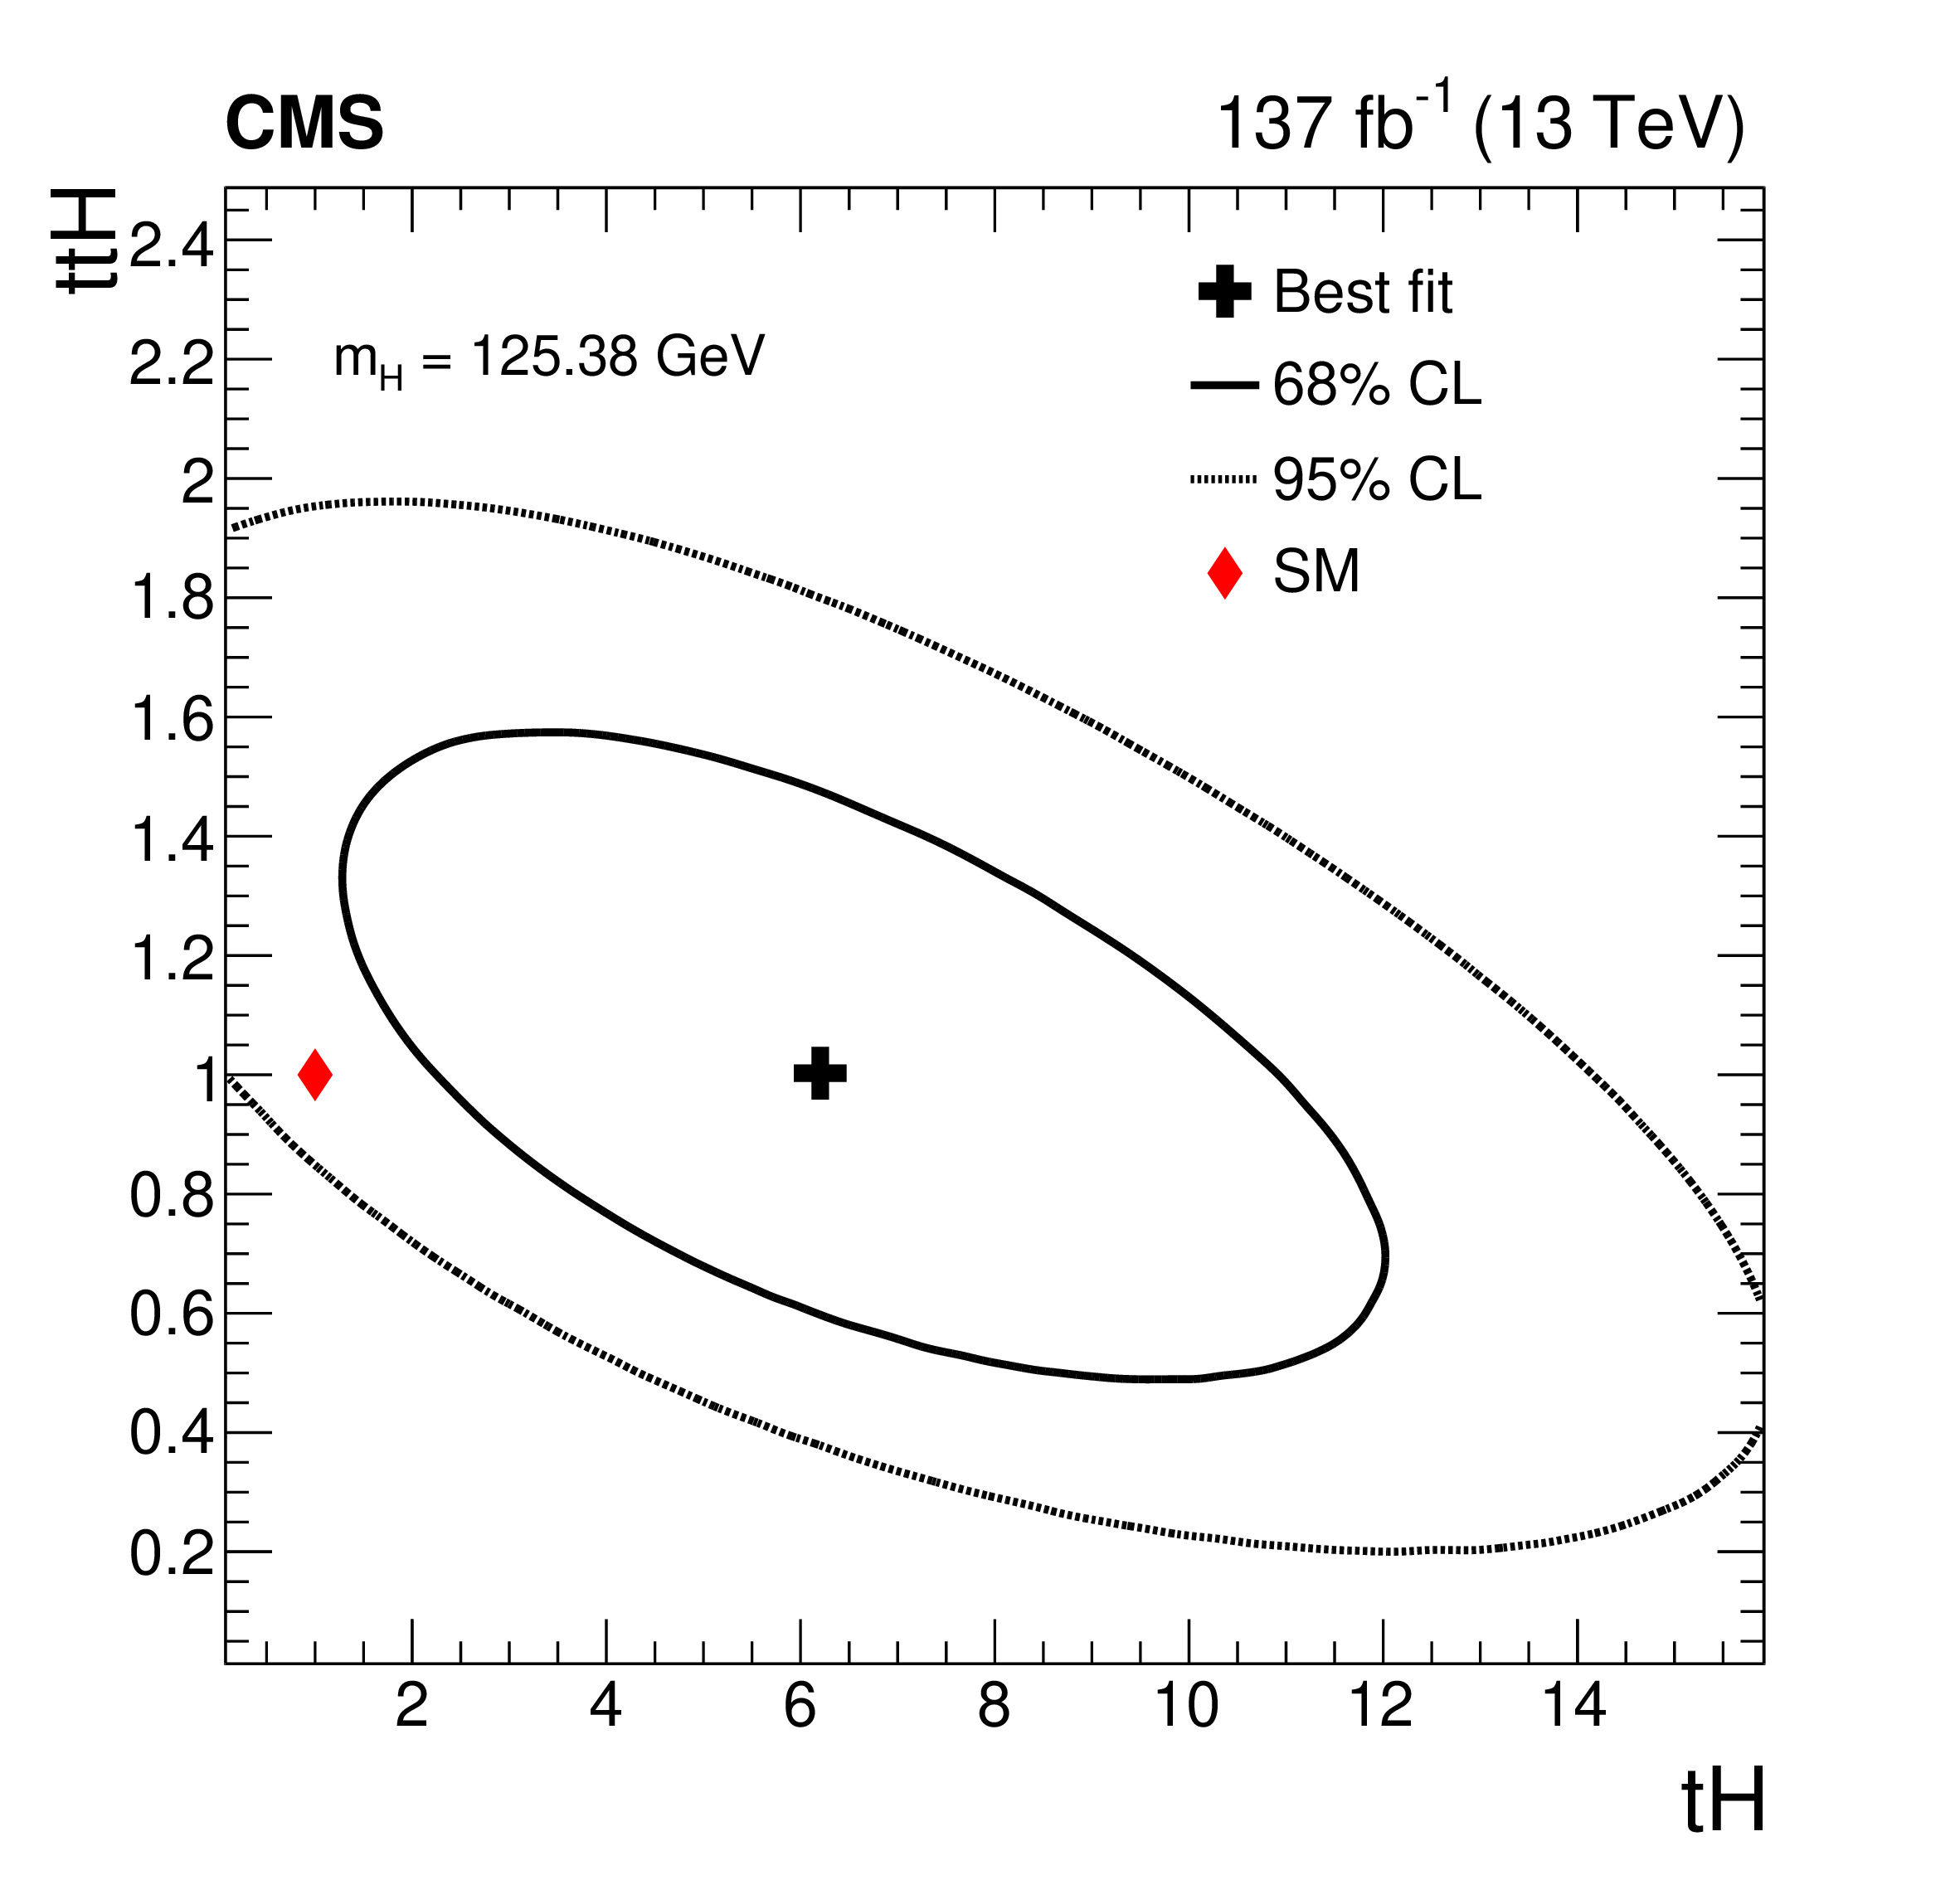 CMS
137 fb⁻¹ (13 TeV)
ttH
2.4
2.2
2
1.8
1.6
1.4
1.2
1
0.8
0.6
0.4
0.2
m_H = 125.38 GeV
Best fit
68% CL
95% CL
SM
2 4 6 8 10 12 14
tH